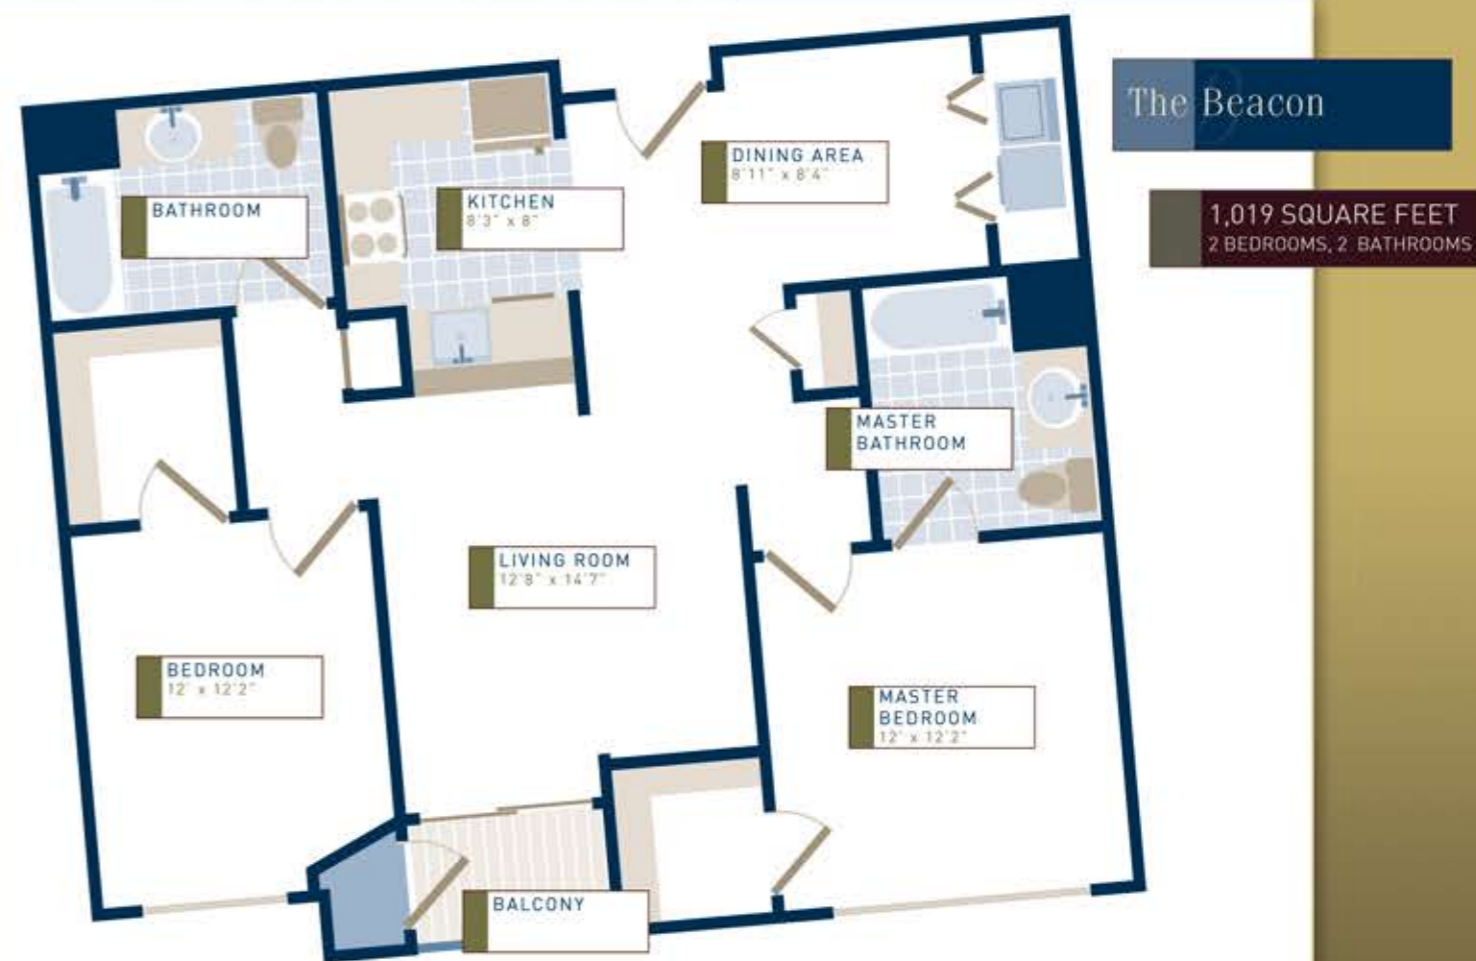 The Beacon
1,019 SQUARE FEET
2 BEDROOMS, 2 BATHROOMS
DINING AREA
8'11" x 8'4"
BATHROOM
KITCHEN
8'3" x 8"
MASTER
BATHROOM
LIVING ROOM
12'8" x 14'7"
BEDROOM
12' x 12'2"
MASTER
BEDROOM
12' x 12'2"
BALCONY